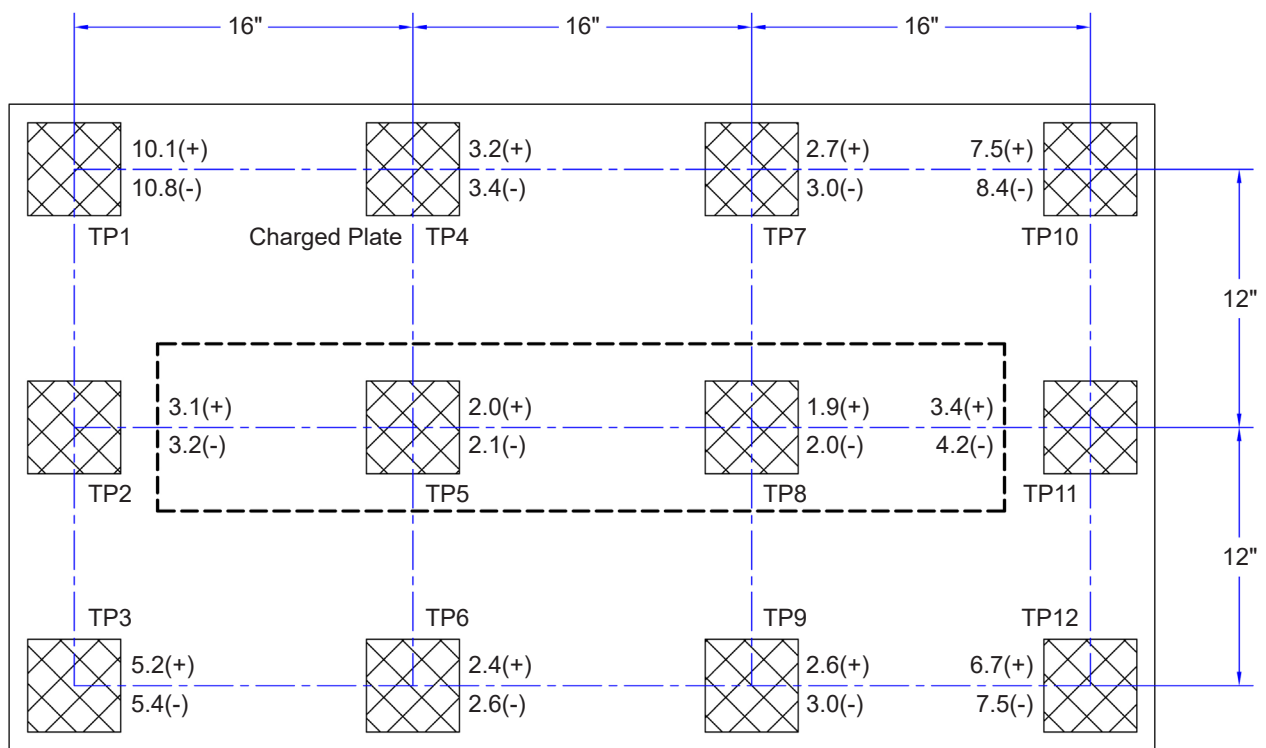 16"
16"
16"
10.1(+)
3.2(+)
2.7(+)
7.5(+)
10.8(-)
3.4(-)
3.0(-)
8.4(-)
TP1
Charged Plate
TP4
TP7
TP10
12"
3.1(+)
2.0(+)
1.9(+)
3.4(+)
3.2(-)
2.1(-)
2.0(-)
4.2(-)
TP2
TP5
TP8
TP11
12"
TP3
TP6
TP9
TP12
5.2(+)
2.4(+)
2.6(+)
6.7(+)
5.4(-)
2.6(-)
3.0(-)
7.5(-)